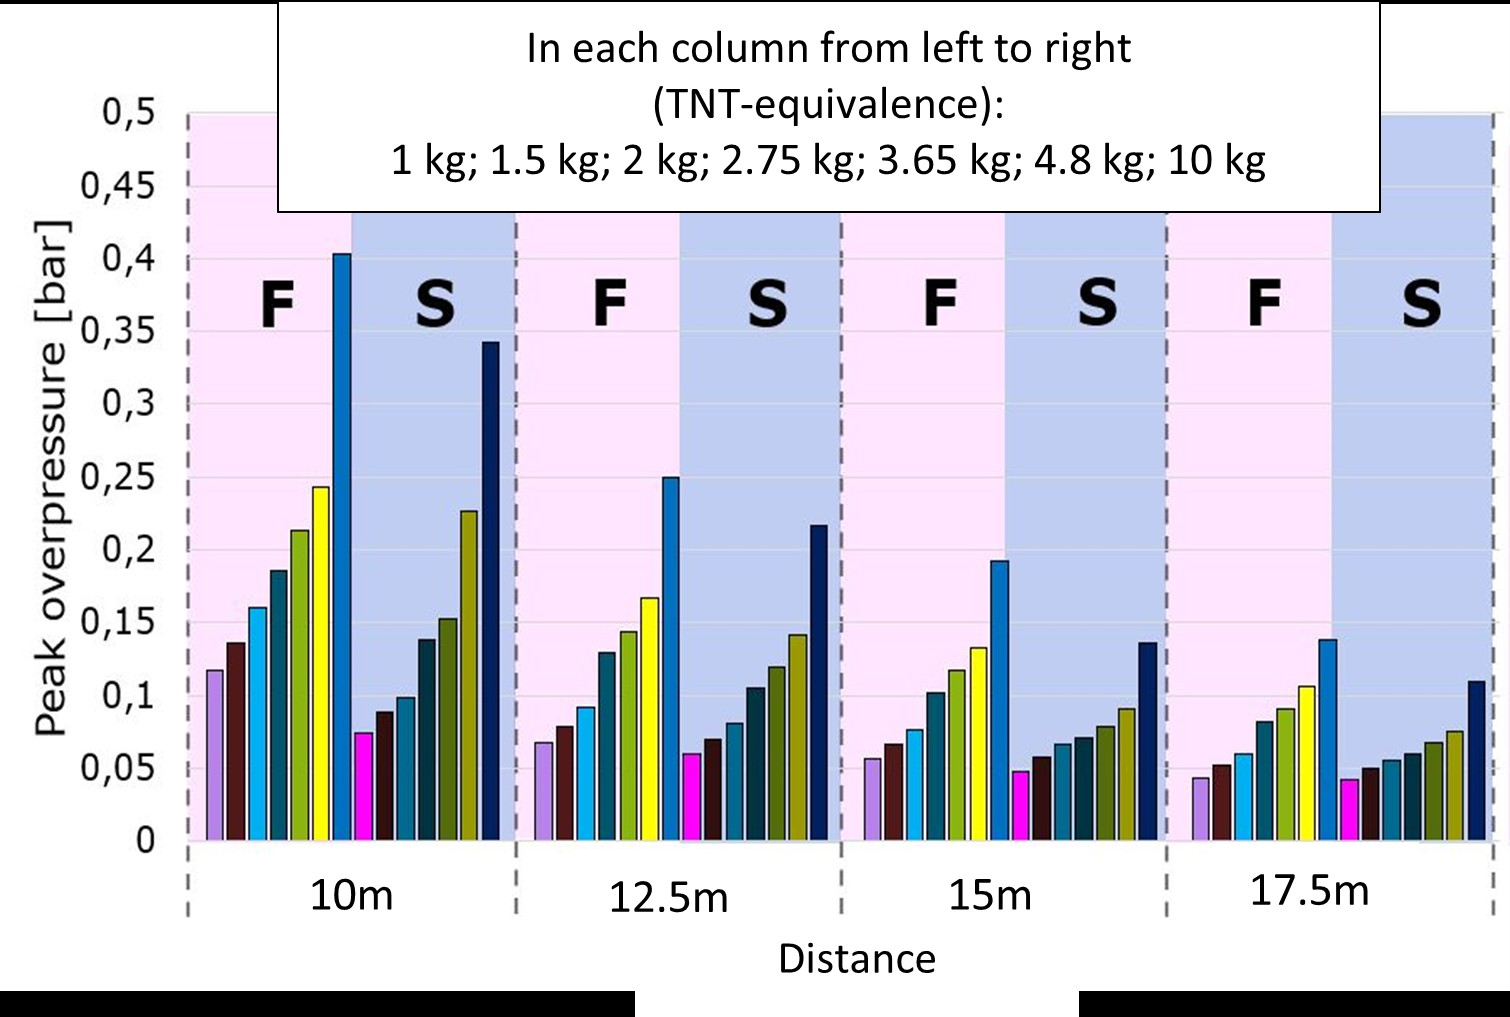 In each column from left to right
(TNT-equivalence):
1 kg; 1.5 kg; 2 kg; 2.75 kg; 3.65 kg; 4.8 kg; 10 kg
Peak overpressure [bar]
0,5
0,45
0,4
0,35
0,3
0,25
0,2
0,15
0,1
0,05
0
F S F S F S F S
10m 12.5m 15m 17.5m
Distance